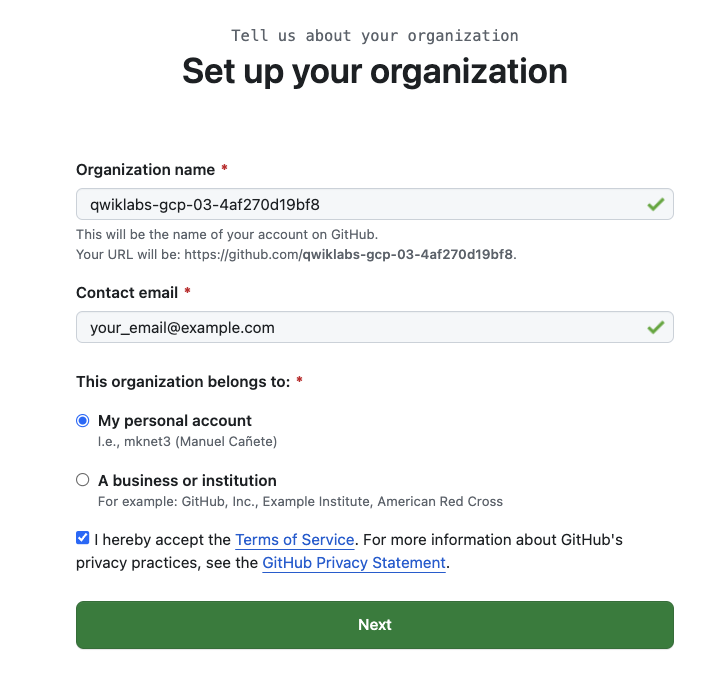 Tell us about your organization
Set up your organization
Organization name *
qwiklabs-gcp-03-4af270d19bf8
This will be the name of your account on GitHub.
Your URL will be: https://github.com/qwiklabs-gcp-03-4af270d19bf8.
Contact email *
your_email@example.com
This organization belongs to: *
My personal account
I.e., mknet3 (Manuel Cañete)
A business or institution
For example: GitHub, Inc., Example Institute, American Red Cross
I hereby accept the Terms of Service. For more information about GitHub's
privacy practices, see the GitHub Privacy Statement.
Next